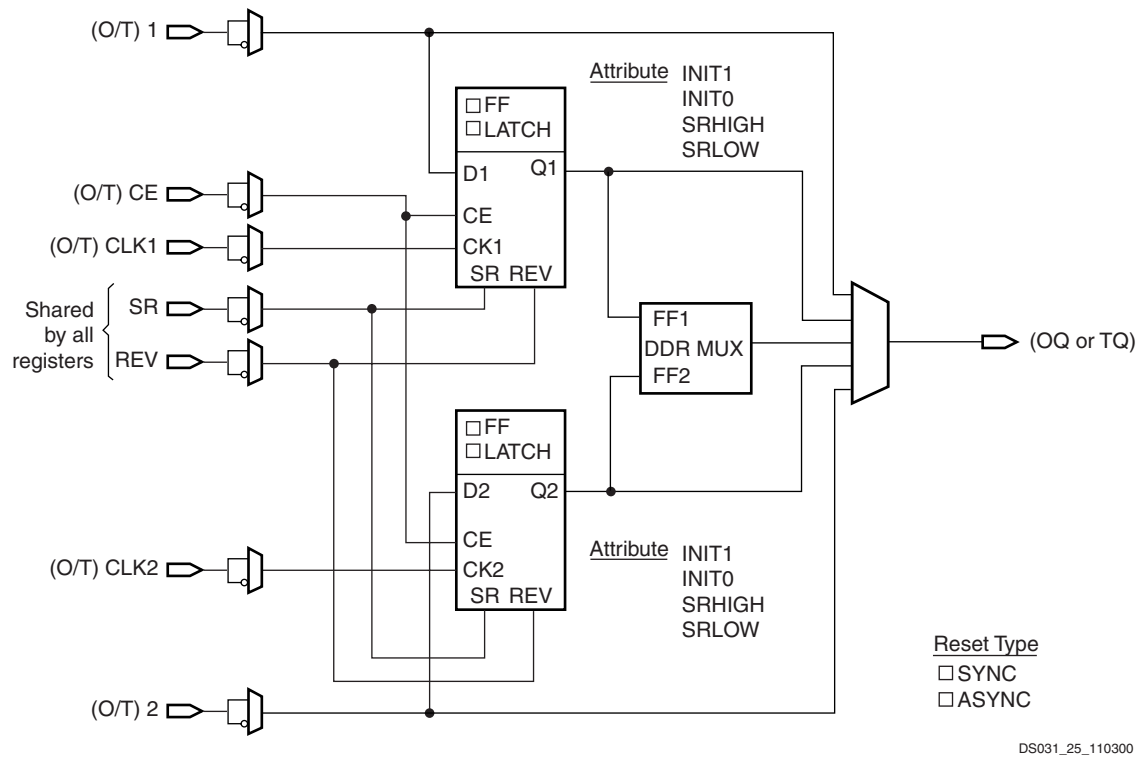 (O/T) 1
Attribute INIT1
INIT0
SRHIGH
SRLOW
FF
LATCH
D1 Q1
(O/T) CE
CE
(O/T) CLK1
CK1
SR REV
Shared
by all
registers
SR
REV
FF1
DDR MUX
FF2
(OQ or TQ)
FF
LATCH
D2 Q2
CE
(O/T) CLK2
CK2
SR REV
Attribute INIT1
INIT0
SRHIGH
SRLOW
Reset Type
SYNC
ASYNC
(O/T) 2
DS031_25_110300